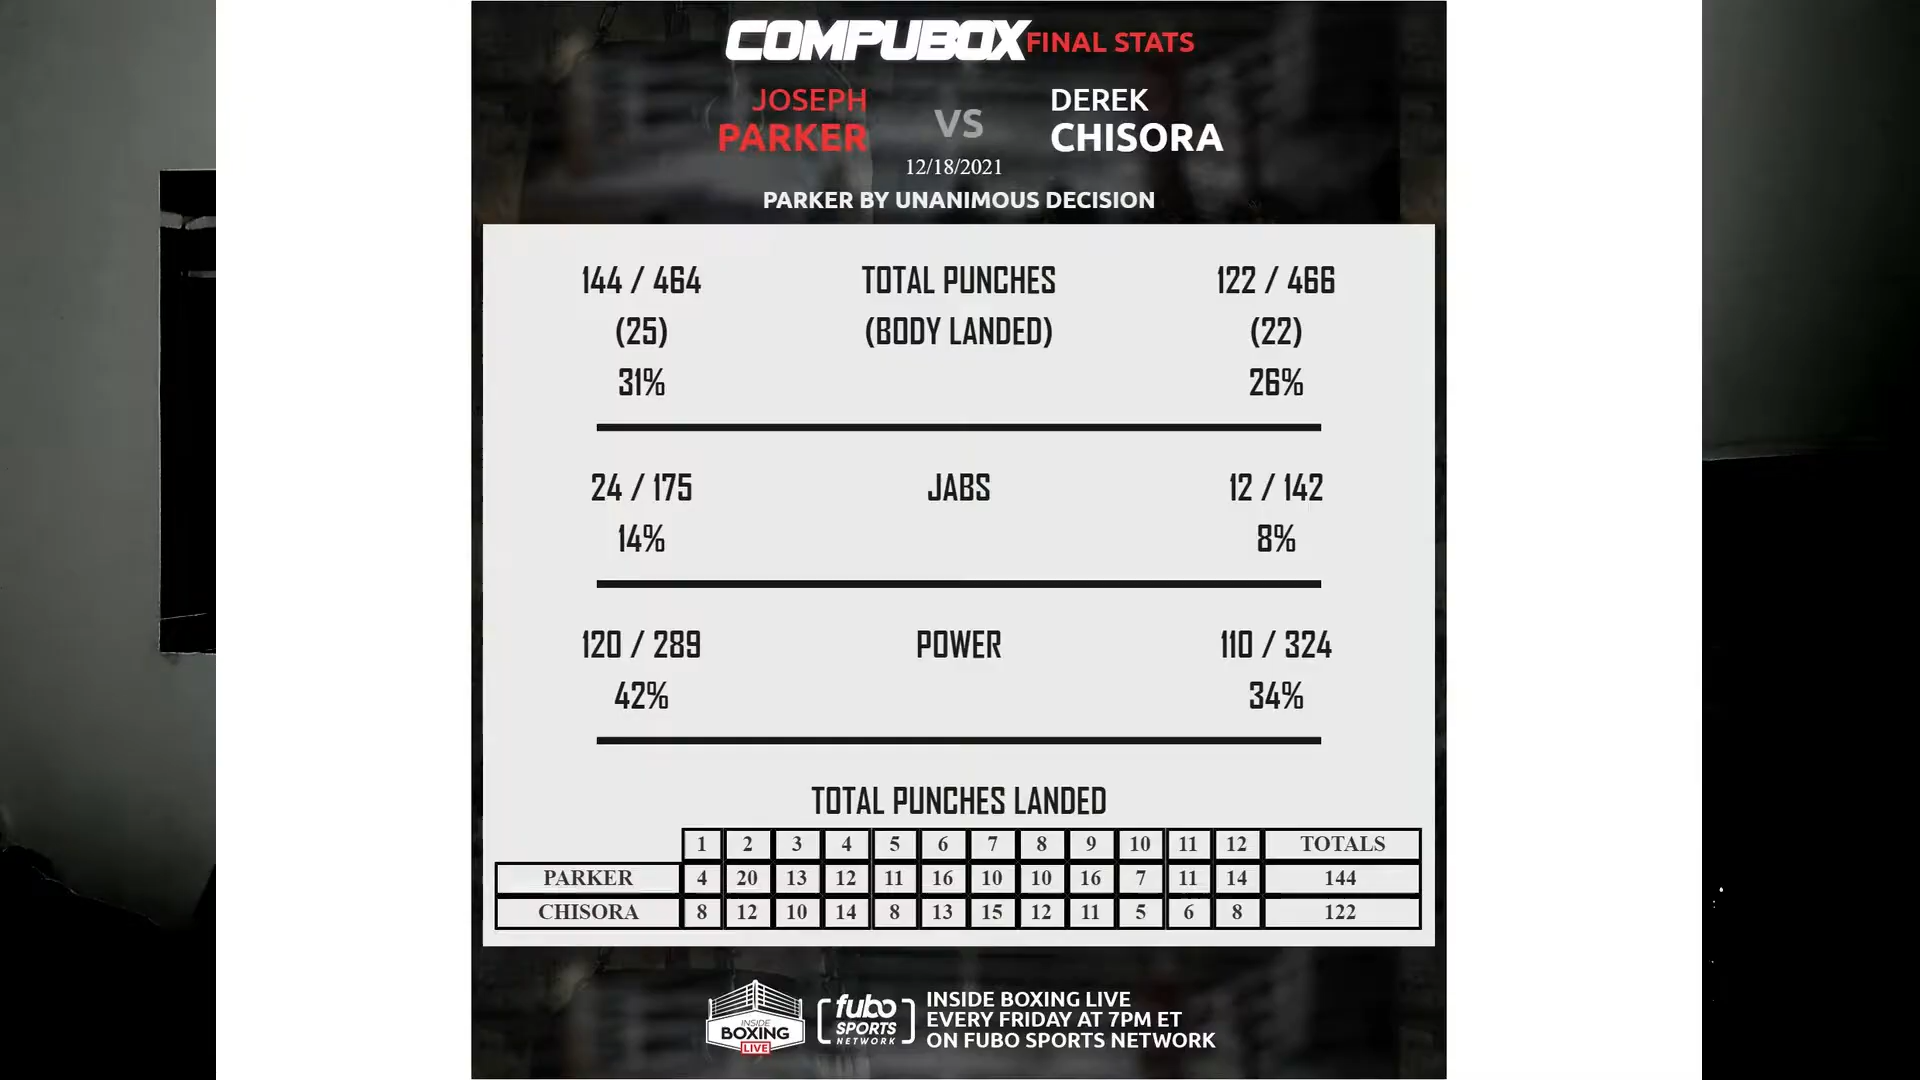 COMPUBOX FINAL STATS
JOSEPH PARKER VS DEREK CHISORA
12/18/2021
PARKER BY UNANIMOUS DECISION
144 / 464 TOTAL PUNCHES 122 / 466
(25) (BODY LANDED) (22)
31% 26%
24 / 175 JABS 12 / 142
14% 8%
120 / 289 POWER 110 / 324
42% 34%
TOTAL PUNCHES LANDED
1 2 3 4 5 6 7 8 9 10 11 12 TOTALS
PARKER 4 20 13 12 11 16 10 10 16 7 11 14 144
CHISORA 8 12 10 14 8 13 15 12 11 5 6 8 122
INSIDE BOXING LIVE
fubo SPORTS NETWORK
INSIDE BOXING LIVE
EVERY FRIDAY AT 7PM ET
ON FUBO SPORTS NETWORK